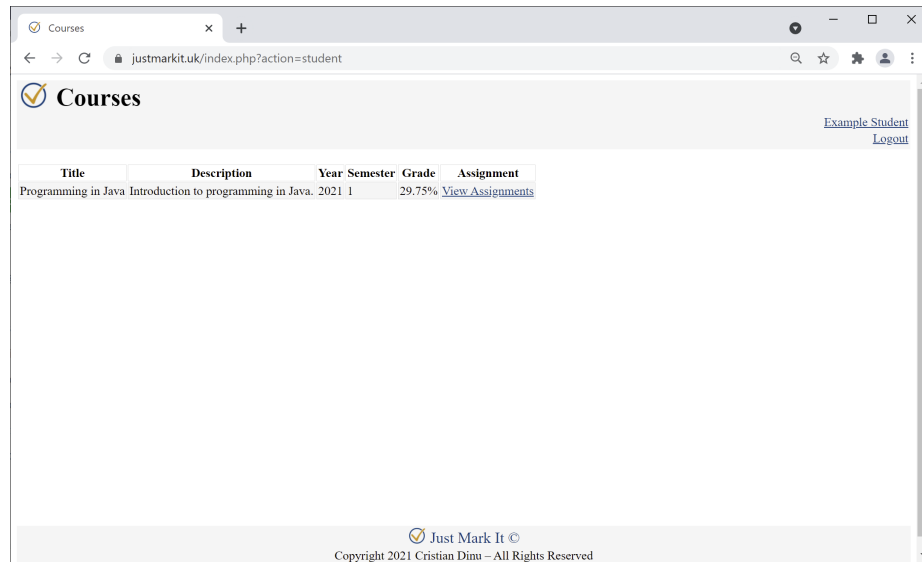 Courses
justmarkit.uk/index.php?action=student
Courses
Example Student
Logout
Title Description Year Semester Grade Assignment
Programming in Java Introduction to programming in Java. 2021 1 29.75% View Assignments
Just Mark It ©
Copyright 2021 Cristian Dinu – All Rights Reserved